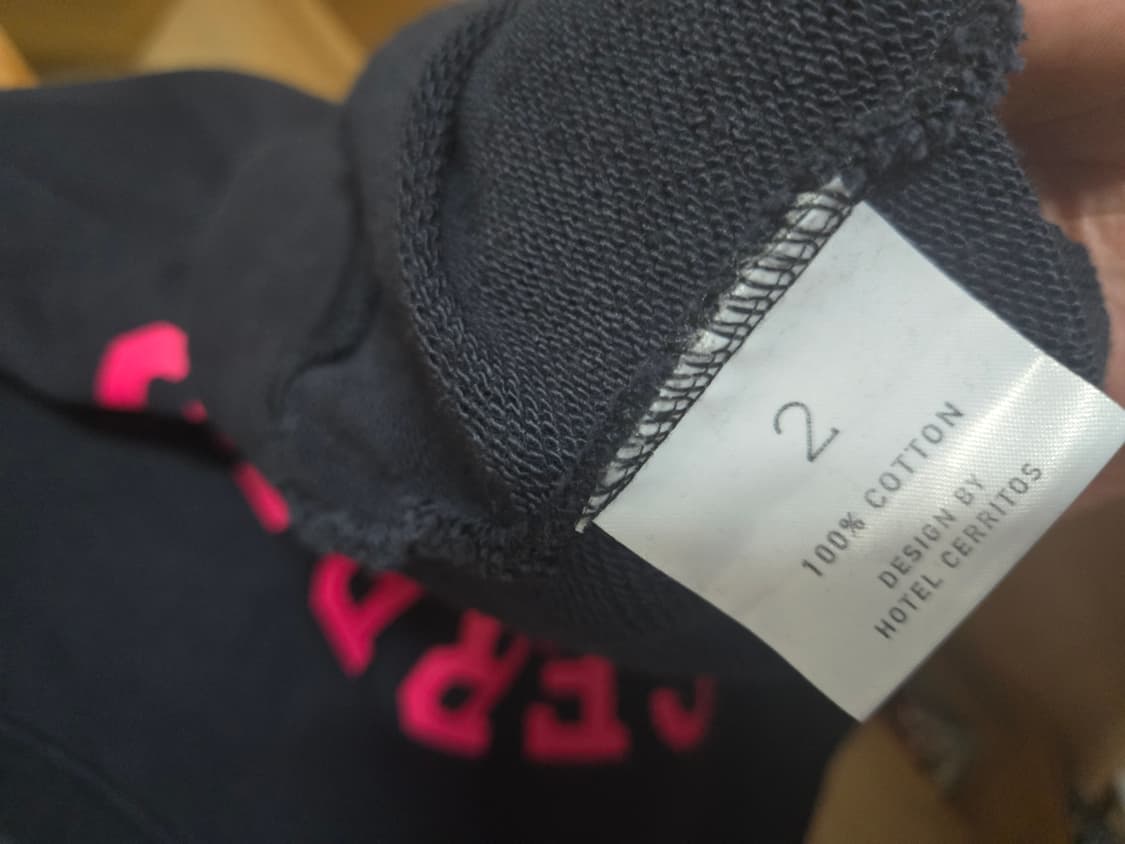 2
100% COTTON
DESIGN BY
HOTEL CERRITOS